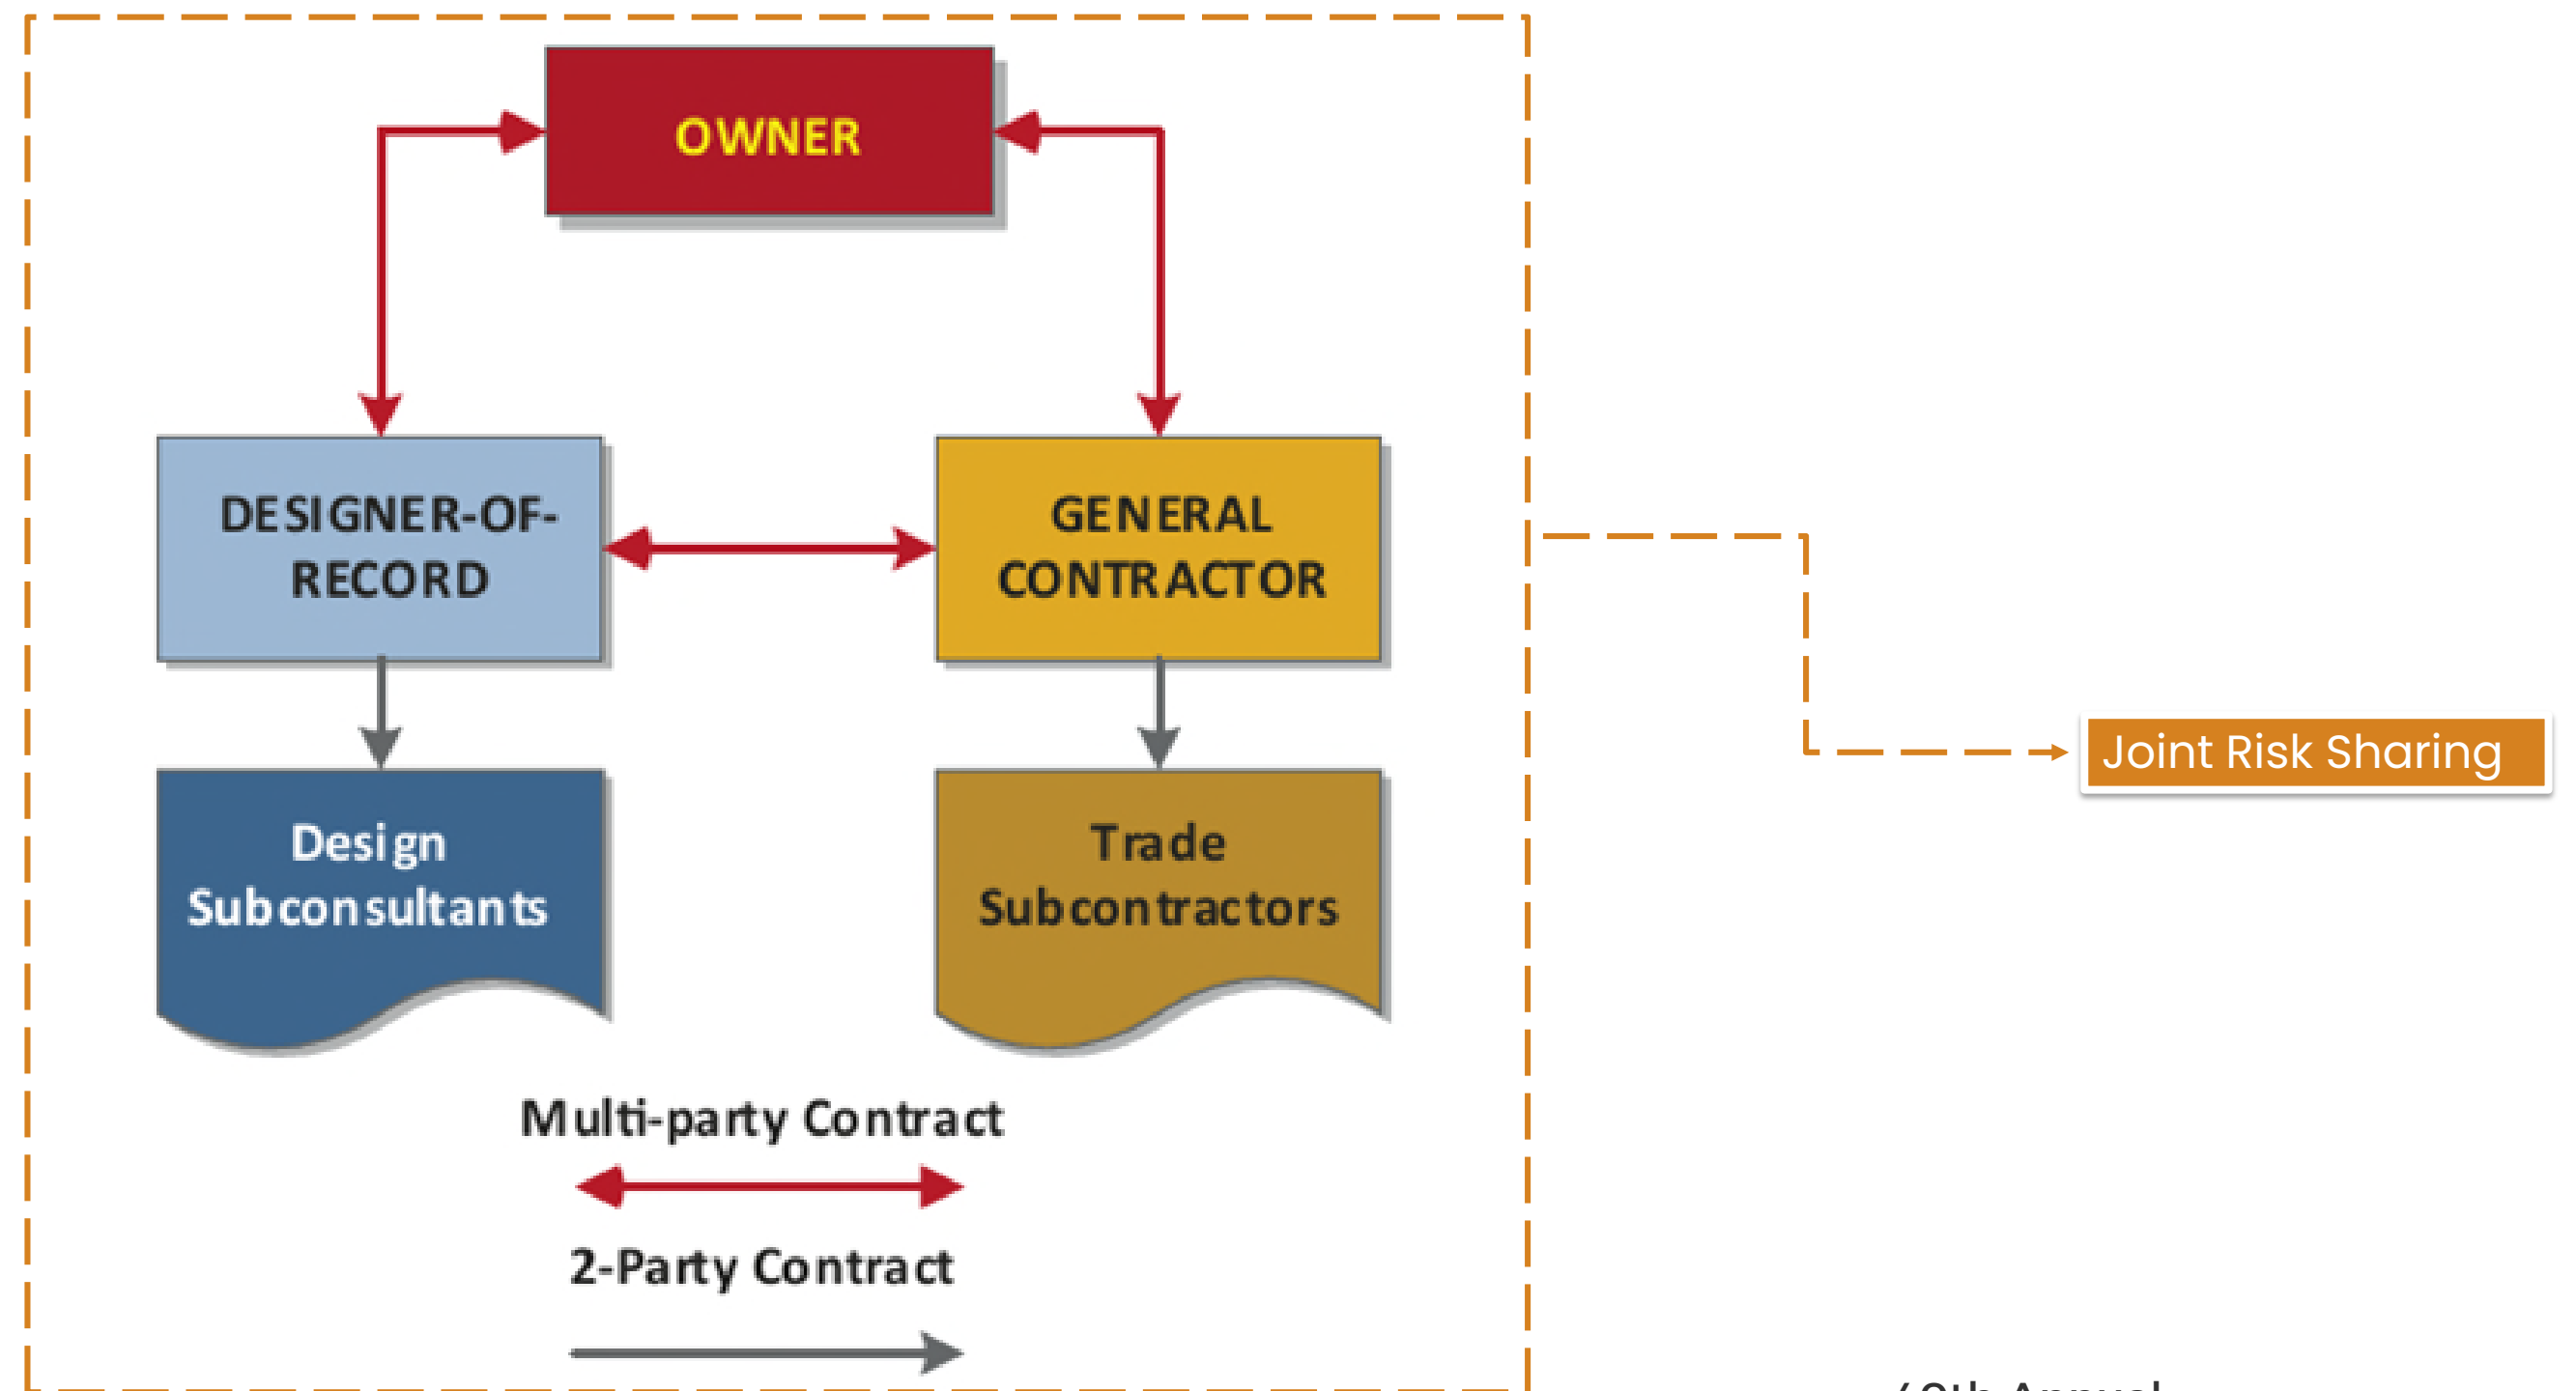 OWNER
DESIGNER-OF-
RECORD
GENERAL
CONTRACTOR
Joint Risk Sharing
Design
Subconsultants
Trade
Subcontractors
Multi-party Contract
2-Party Contract
Annual